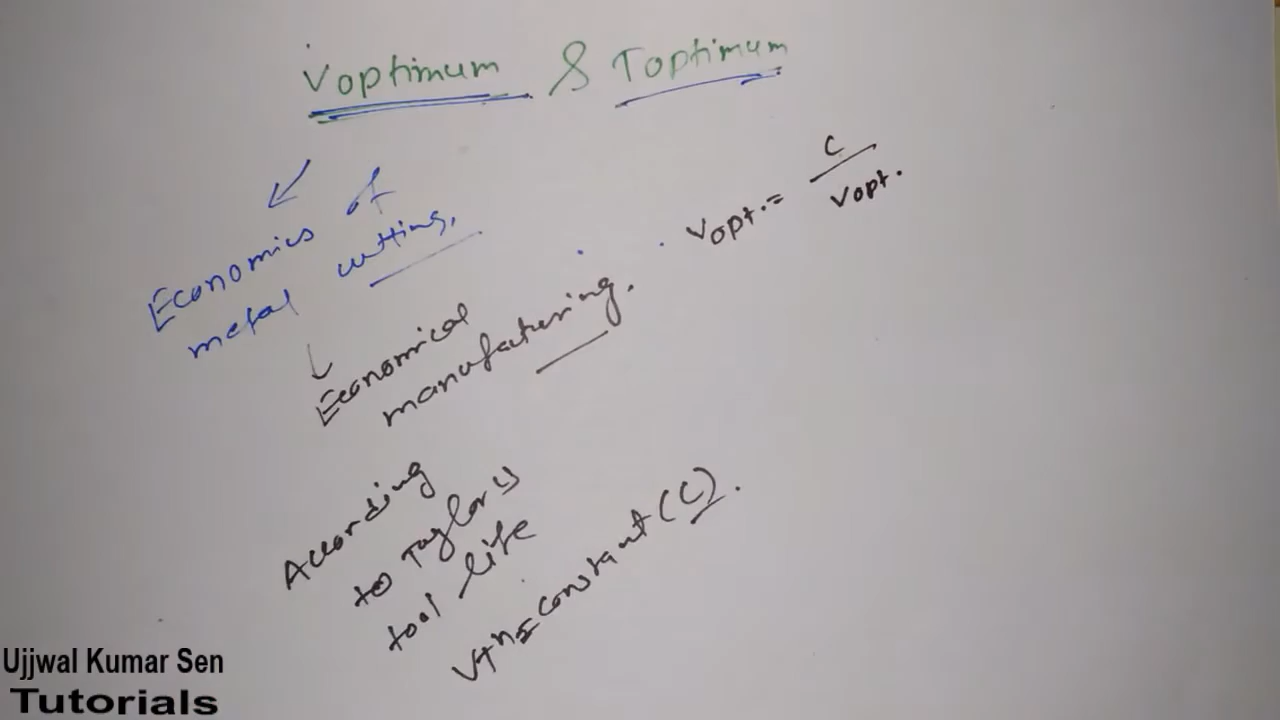 Voptimum & Toptimum
Economics of
metal cutting.
Economical
manufacturing.
Vopt. = C
Vopt.
According
to Taylor's
tool life
VTn = constant (C).
Ujjwal Kumar Sen
Tutorials